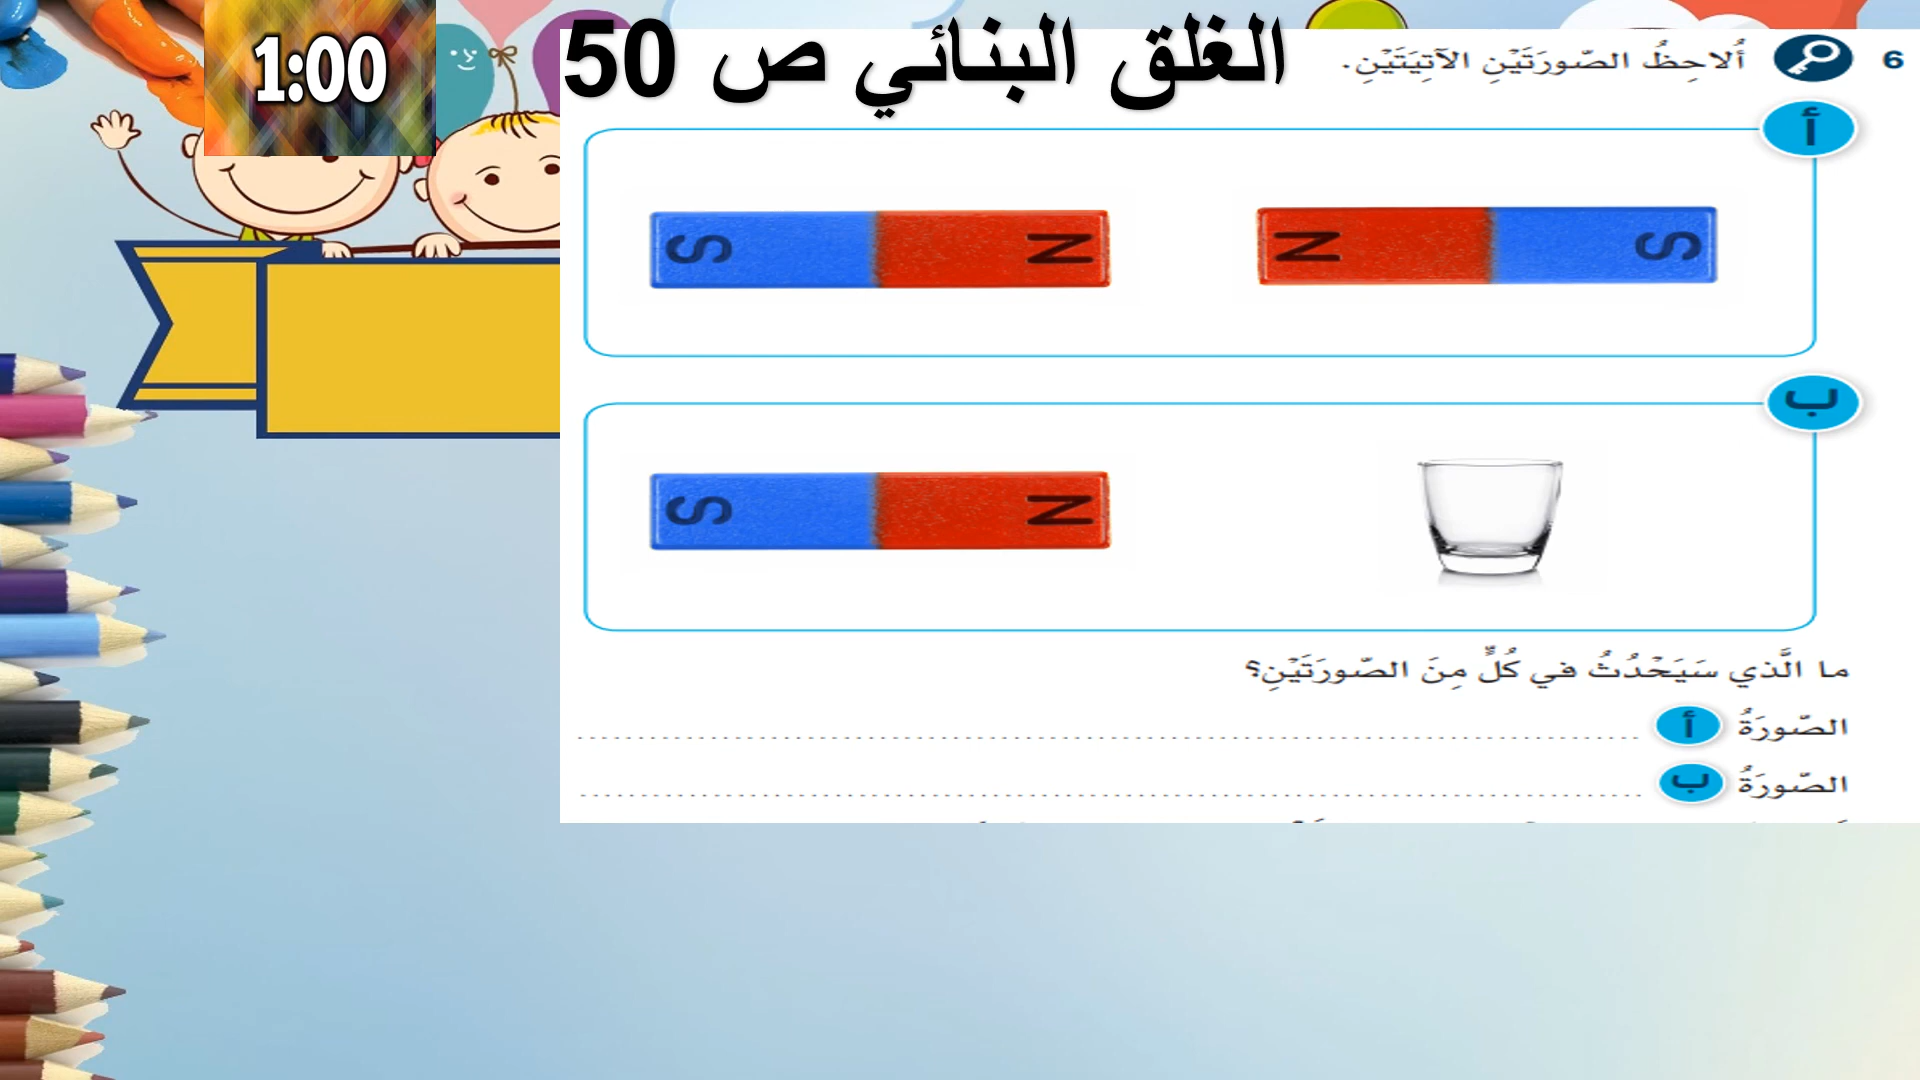 1:00
الغلق البنائي ص 50
6 أُلاحِظُ الصّورَتَيْنِ الآتِيَتَيْنِ.
أ
S N N S
ب
S N
ما الَّذي سَيَحْدُثُ في كُلٍّ مِنَ الصّورَتَيْنِ؟
الصّورَةُ أ
الصّورَةُ ب